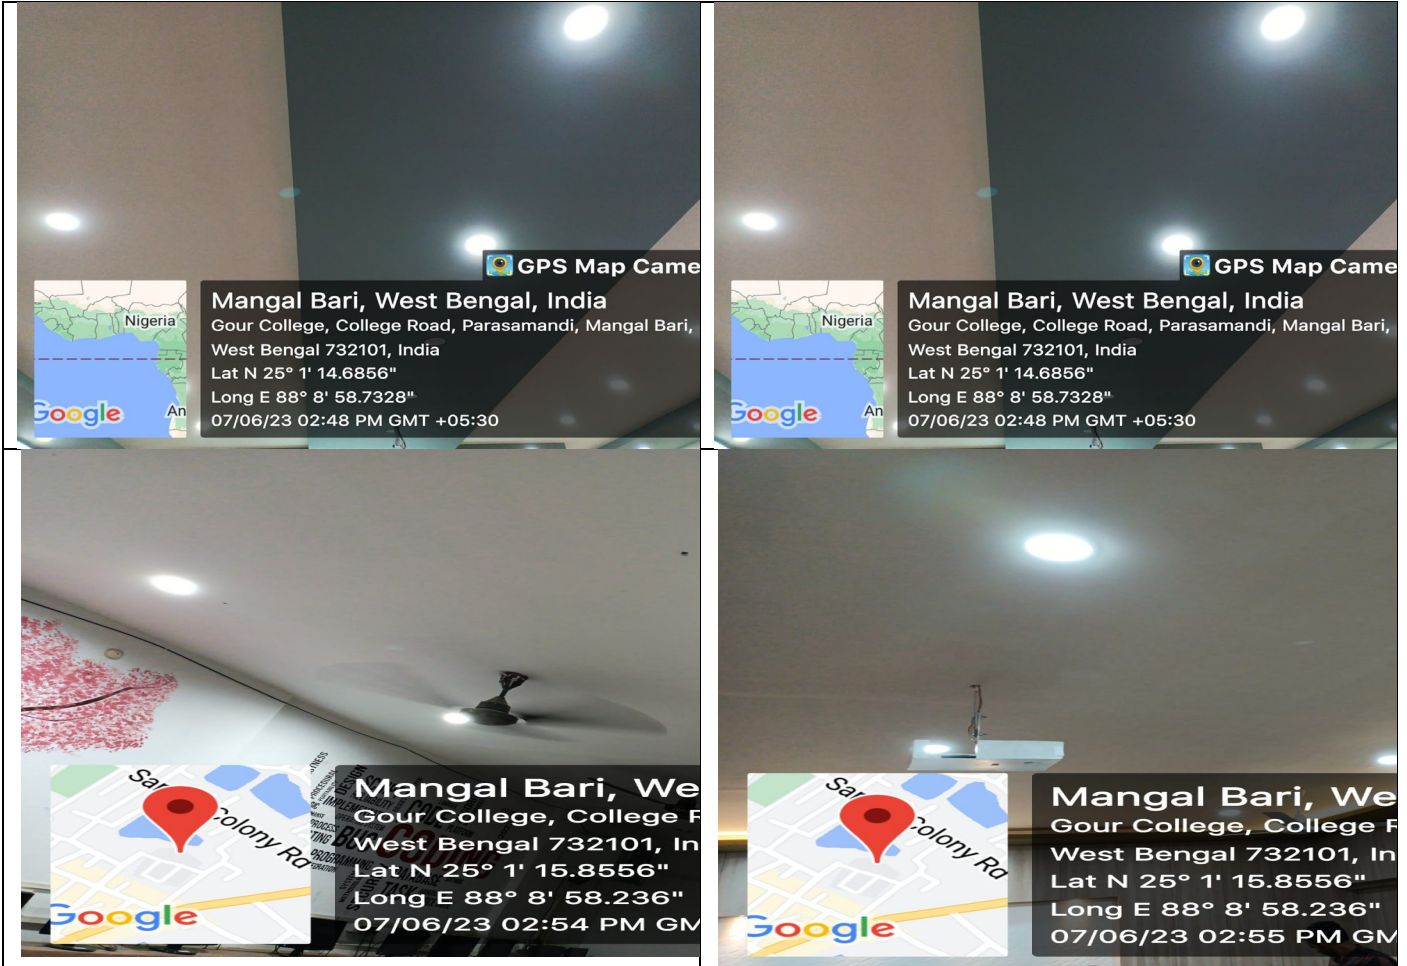 GPS Map Came
Nigeria
Google
An
Mangal Bari, West Bengal, India
Gour College, College Road, Parasamandi, Mangal Bari,
West Bengal 732101, India
Lat N 25° 1' 14.6856"
Long E 88° 8' 58.7328"
07/06/23 02:48 PM GMT +05:30
GPS Map Came
Nigeria
Google
An
Mangal Bari, West Bengal, India
Gour College, College Road, Parasamandi, Mangal Bari,
West Bengal 732101, India
Lat N 25° 1' 14.6856"
Long E 88° 8' 58.7328"
07/06/23 02:48 PM GMT +05:30
DESIGN
CODE
CODING
BUG
PROCESS
PROGRAMMING
TASK
Colony Rd
Google
Mangal Bari, We
Gour College, College R
West Bengal 732101, In
Lat N 25° 1' 15.8556"
Long E 88° 8' 58.236"
07/06/23 02:54 PM GM
Colony Rd
Google
Mangal Bari, We
Gour College, College R
West Bengal 732101, In
Lat N 25° 1' 15.8556"
Long E 88° 8' 58.236"
07/06/23 02:55 PM GM